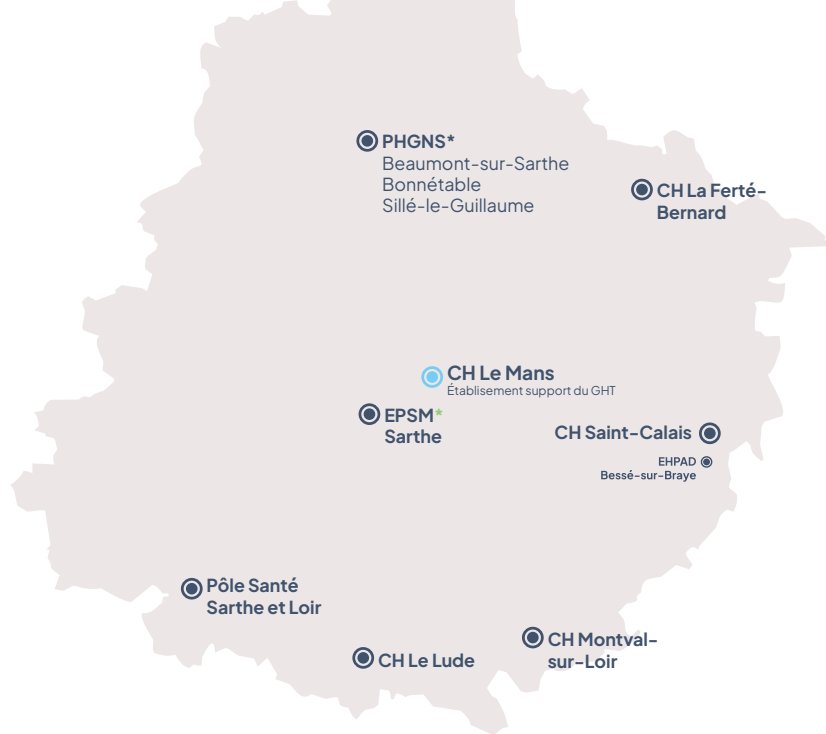 PHGNS*
Beaumont-sur-Sarthe
Bonnétable
Sillé-le-Guillaume
CH La Ferté-
Bernard
CH Le Mans
Établisement support du GHT
EPSM*
Sarthe
CH Saint-Calais
EHPAD
Bessé-sur-Braye
Pôle Santé
Sarthe et Loir
CH Montval-
sur-Loir
CH Le Lude